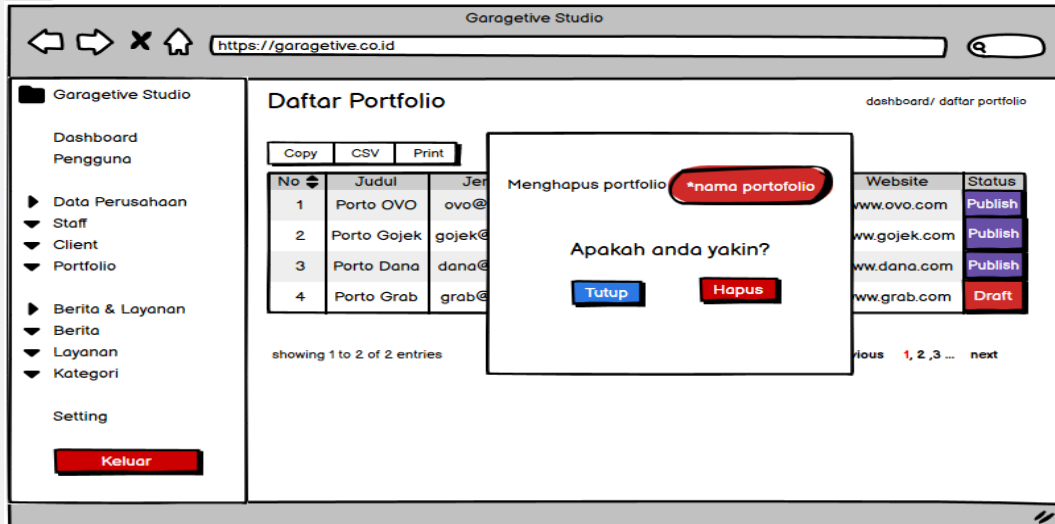 Garagetive Studio
https://garagetive.co.id
Garagetive Studio
Dashboard
Pengguna
Data Perusahaan
Staff
Client
Portfolio
Berita & Layanan
Berita
Layanan
Kategori
Setting
Keluar
Daftar Portfolio
dashboard/ daftar portfolio
Copy CSV Print
No Judul Jer Website Status
1 Porto OVO ovo@ www.ovo.com Publish
2 Porto Gojek gojek@ ww.gojek.com Publish
3 Porto Dana dana@ ww.dana.com Publish
4 Porto Grab grab@ ww.grab.com Draft
showing 1 to 2 of 2 entries
vious 1, 2 ,3 ... next
Menghapus portfolio *nama portofolio
Apakah anda yakin?
Tutup Hapus